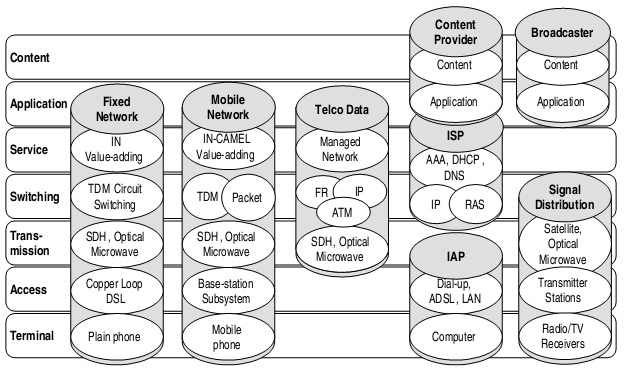 Content
Application
Service
Switching
Trans-
mission
Access
Terminal
Fixed
Network
IN
Value-adding
TDM Circuit
Switching
SDH, Optical
Microwave
Copper Loop
DSL
Plain phone
Mobile
Network
IN-CAMEL
Value-adding
TDM
Packet
SDH, Optical
Microwave
Base-station
Subsystem
Mobile
phone
Telco Data
Managed
Network
FR
IP
ATM
SDH, Optical
Microwave
Content
Provider
Content
Application
ISP
AAA, DHCP,
DNS
IP
RAS
IAP
Dial-up,
ADSL, LAN
Computer
Broadcaster
Content
Application
Signal
Distribution
Satellite,
Optical
Microwave
Transmitter
Stations
Radio/TV
Receivers